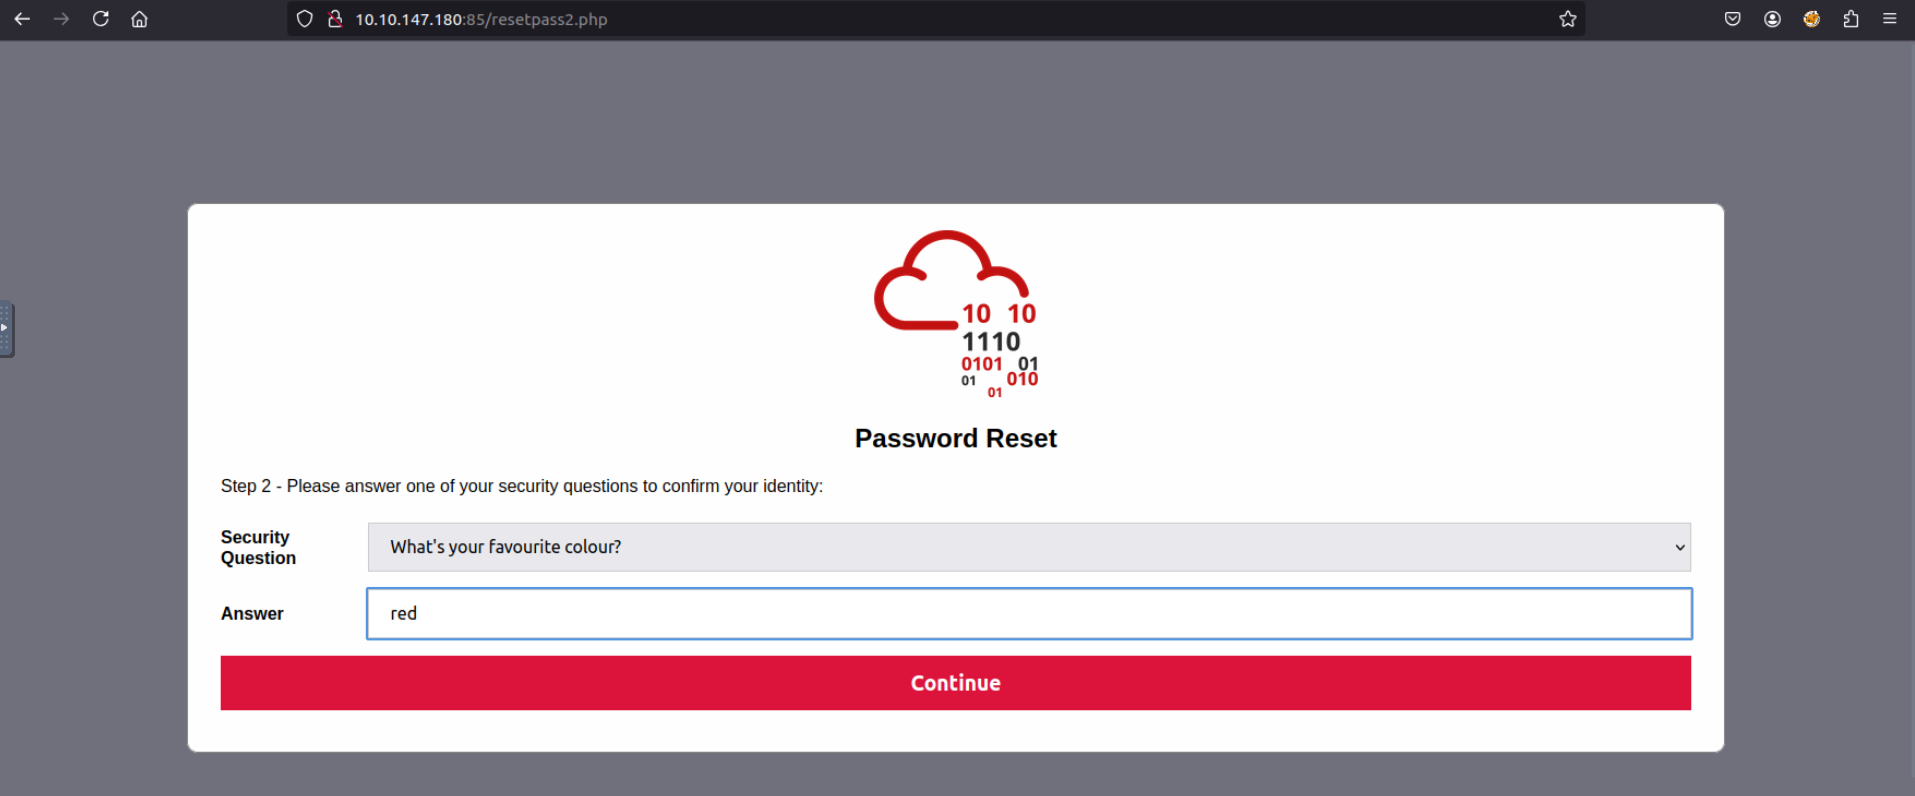 10.10.147.180:85/resetpass2.php
10 10
1110
0101 01
01 010
01
Password Reset
Step 2 - Please answer one of your security questions to confirm your identity:
Security
Question
What's your favourite colour?
Answer
red
Continue